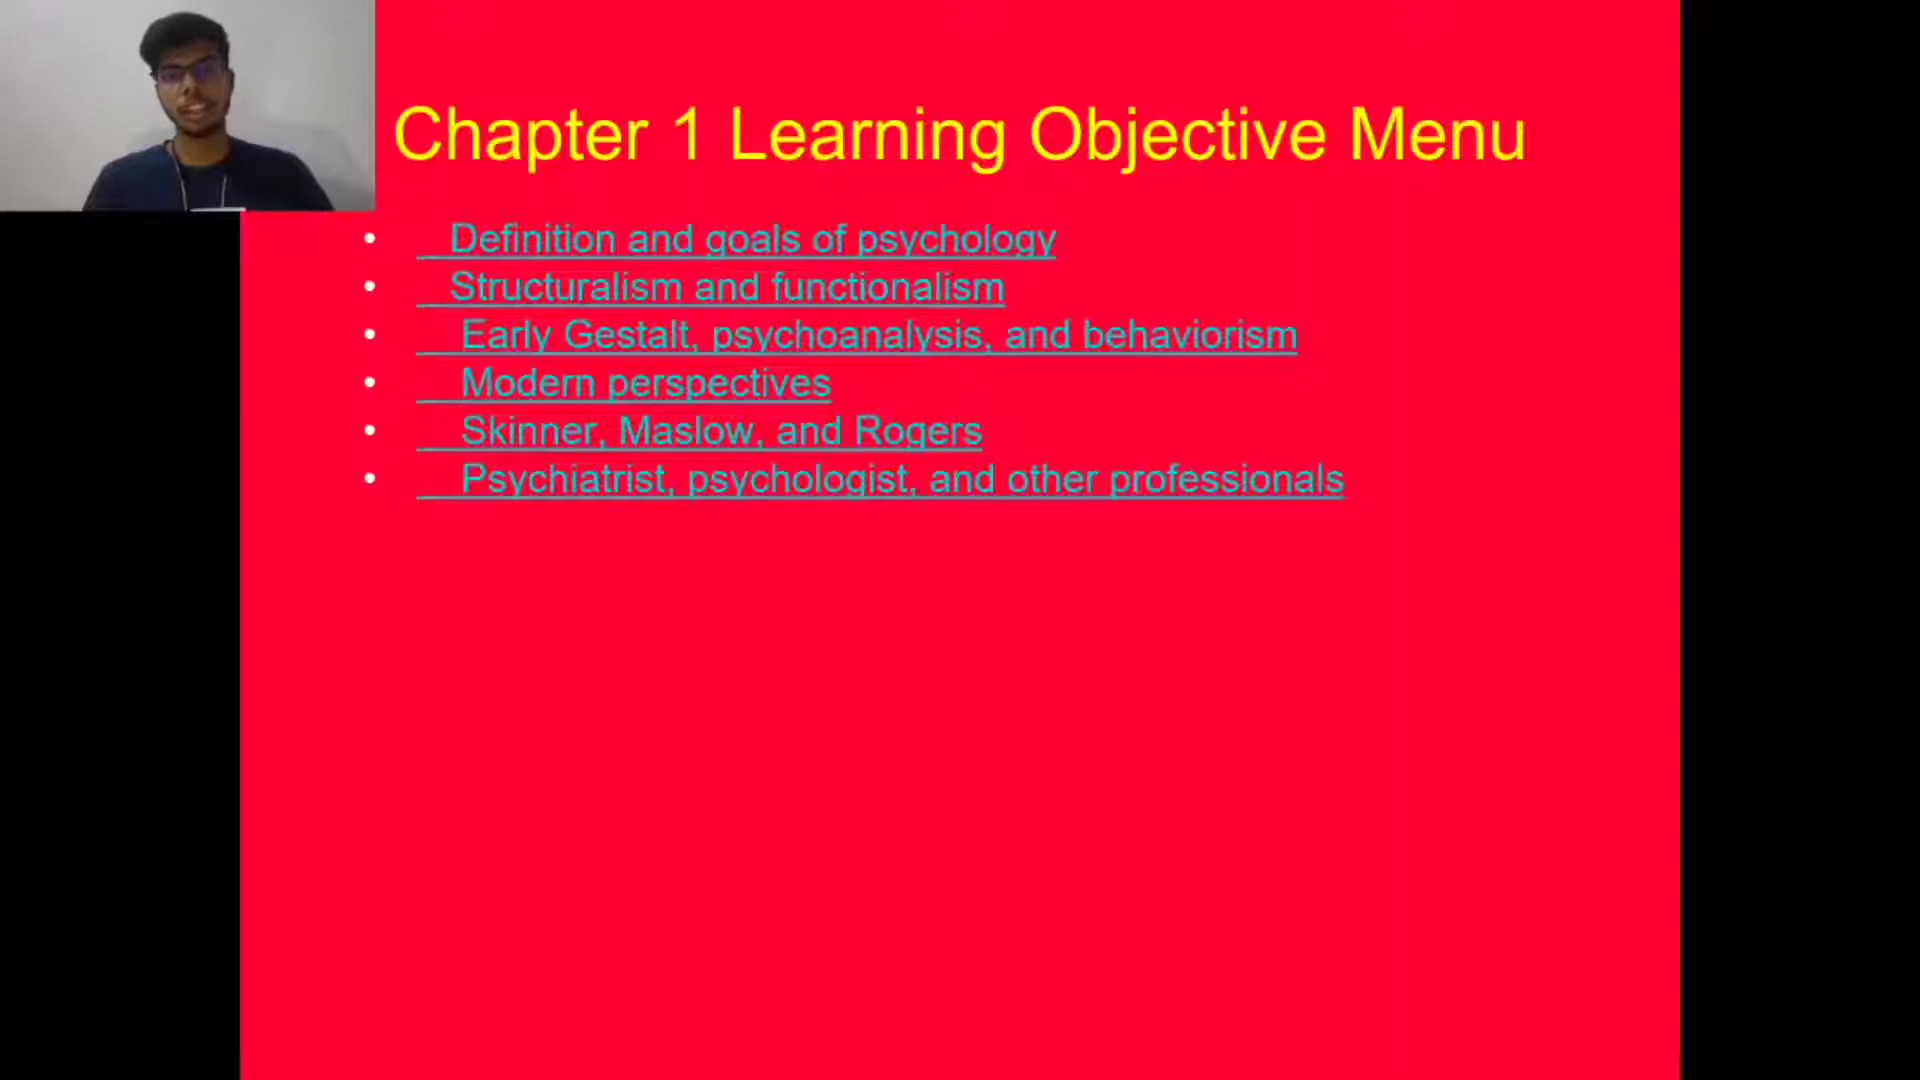 Chapter 1 Learning Objective Menu
• Definition and goals of psychology
• Structuralism and functionalism
• Early Gestalt, psychoanalysis, and behaviorism
• Modern perspectives
• Skinner, Maslow, and Rogers
• Psychiatrist, psychologist, and other professionals